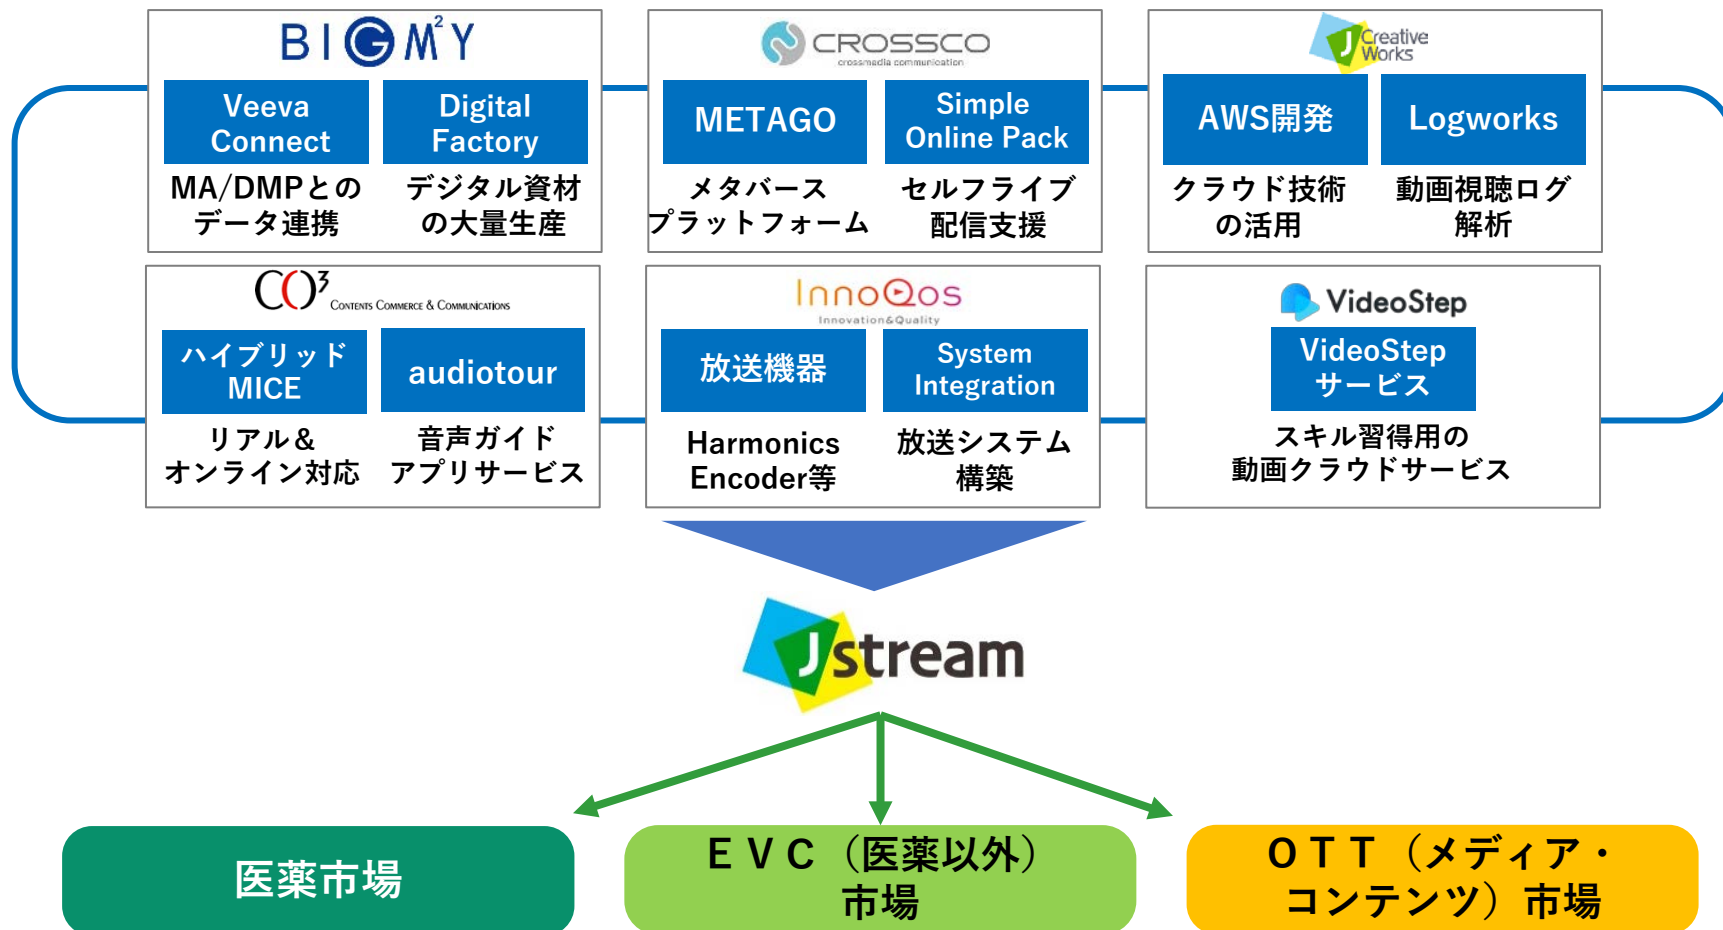 BIGM²Y
Veeva
Connect
MA/DMPとの
データ連携
Digital
Factory
デジタル資材
の大量生産
CROSSCO
crossmedia communication
METAGO
メタバース
プラットフォーム
Simple
Online Pack
セルフライブ
配信支援
J Creative
Works
AWS開発
クラウド技術
の活用
Logworks
動画視聴ログ
解析
CO³ CONTENTS COMMERCE & COMMUNICATIONS
ハイブリッド
MICE
リアル＆
オンライン対応
audiotour
音声ガイド
アプリサービス
InnoQos
Innovation&Quality
放送機器
Harmonics
Encoder等
System
Integration
放送システム
構築
VideoStep
VideoStep
サービス
スキル習得用の
動画クラウドサービス
Jstream
医薬市場
ＥＶＣ（医薬以外）
市場
ＯＴＴ（メディア・
コンテンツ）市場